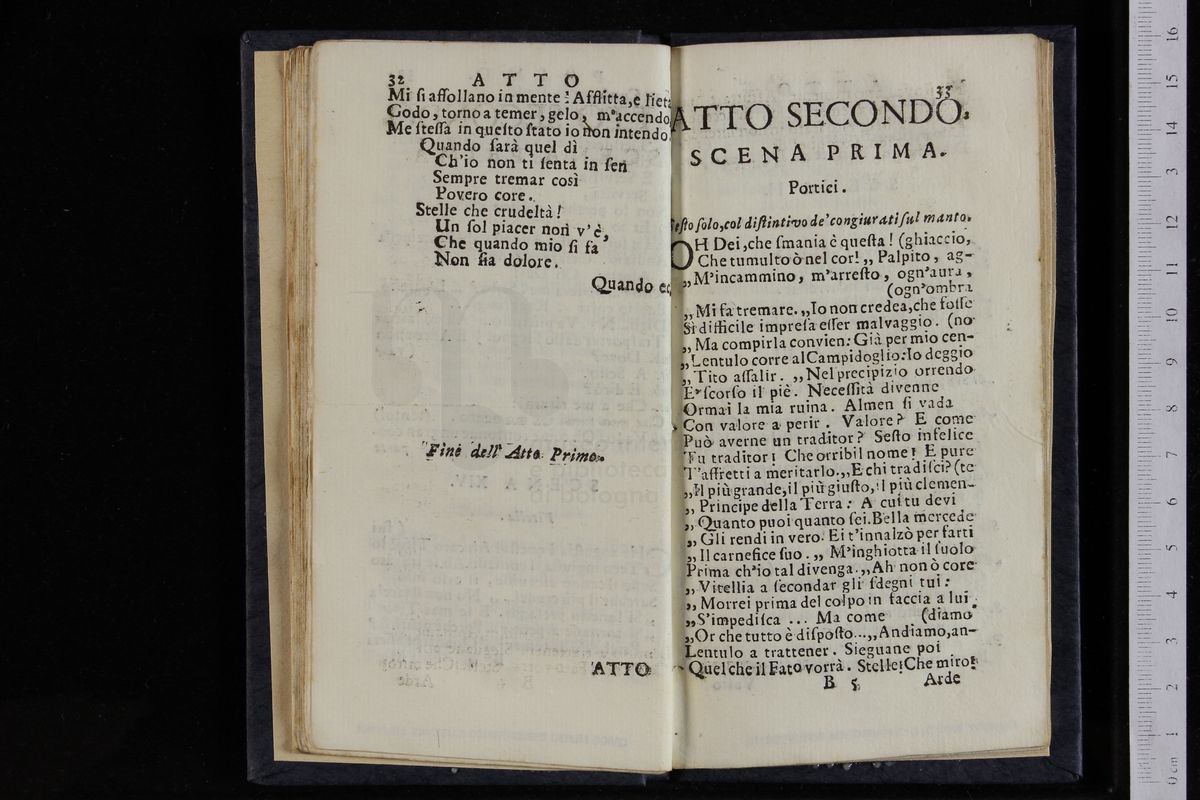 32 ATTO
Mi ſi affollano in mente! Afflitta, e lieta
Godo, torno a temer, gelo, m'accendo
Me ſteſſa in queſto ſtato io non intendo.
Quando ſarà quel dì
Ch'io non ti ſenta in ſen
Sempre tremar così
Povero core.
Stelle che crudeltà!
Un ſol piacer non v'è,
Che quando mio ſi fa
Non ſia dolore.
Quando ec
Fine dell' Atto Primo.
ATTO
33
ATTO SECONDO.
SCENA PRIMA.
Portici.
Seſto ſolo, col diſtintivo de' congiurati ſul manto.
OH Dei, che ſmania è queſta! (ghiaccio,
Che tumulto ò nel cor! ,, Palpito, ag-
,, M'incammino, m'arreſto, ogn'aura,
(ogn'ombra
,, Mi fa tremare. ,, Io non credea, che foſſe
Sì difficile impreſa eſſer malvaggio. (no
,, Ma compirla convien: Già per mio cen-
,, Lentulo corre al Campidoglio: Io deggio
,, Tito aſſalir. ,, Nel precipizio orrendo
E' ſcorſo il piè. Neceſſità divenne
Ormai la mia ruina. Almen ſi vada
Con valore a perir. Valore? E come
Può averne un traditor? Seſto infelice
Tu traditor! Che orribil nome! E pure
T'affretti a meritarlo. ,, E chi tradiſci? (te
,, Il più grande, il più giuſto, il più clemen-
,, Principe della Terra: A cui tu devi
,, Quanto puoi quanto ſei. Bella mercede
,, Gli rendi in vero. Ei t'innalzò per farti
,, Il carnefice ſuo. ,, M'inghiotta il ſuolo
Prima ch'io tal divenga. ,, Ah non ò core
,, Vitellia a ſecondar gli ſdegni tui:
,, Morrei prima del colpo in faccia a lui.
,, S'impediſca ... Ma come (diamo
,, Or che tutto è diſpoſto... ,, Andiamo, an-
Lentulo a trattener. Sieguane poi
Quel che il Fato vorrà. Stelle! Che miro!
B 5 Arde